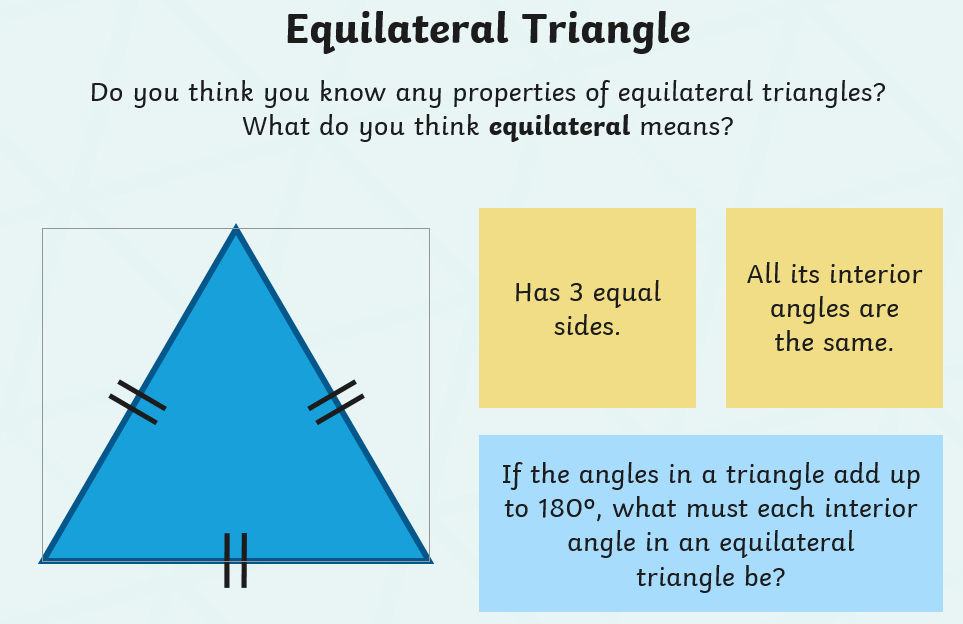 Equilateral Triangle
Do you think you know any properties of equilateral triangles?
What do you think equilateral means?
Has 3 equal
sides.
All its interior
angles are
the same.
If the angles in a triangle add up
to 180º, what must each interior
angle in an equilateral
triangle be?